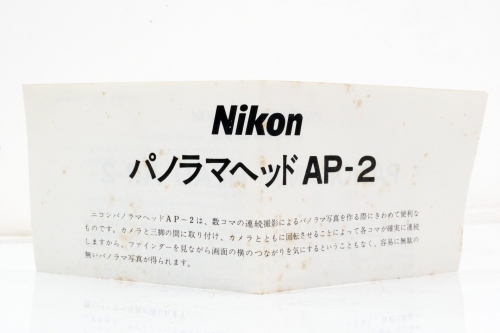 Nikon
パノラマヘッド AP-2
ニコンパノラマヘッドAP-2は、数コマの連続撮影によるパノラマ写真を作る際にきわめて便利な
ものです。カメラと三脚の間に取り付け、カメラとともに回転させることによって各コマが確実に連続
しますから、ファインダーを見ながら画面の横のつながりを気にするということもなく、容易に無駄の
無いパノラマ写真が得られます。